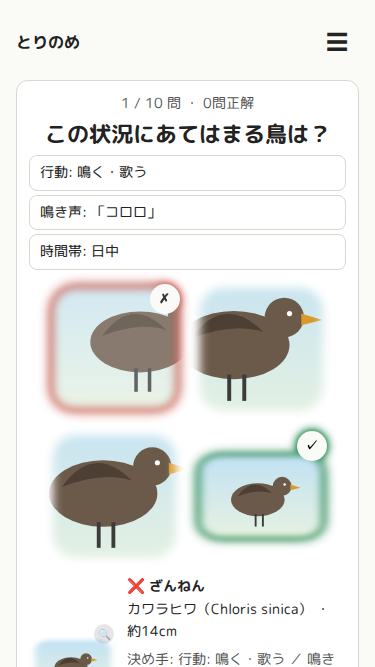 とりのめ
1 / 10 問 · 0問正解
この状況にあてはまる鳥は？
行動: 鳴く・歌う
鳴き声: 「コロロ」
時間帯: 日中
✗
✓
❌ ざんねん
カワラヒワ（Chloris sinica） ·
約14cm
決め手: 行動: 鳴く・歌う ／ 鳴き